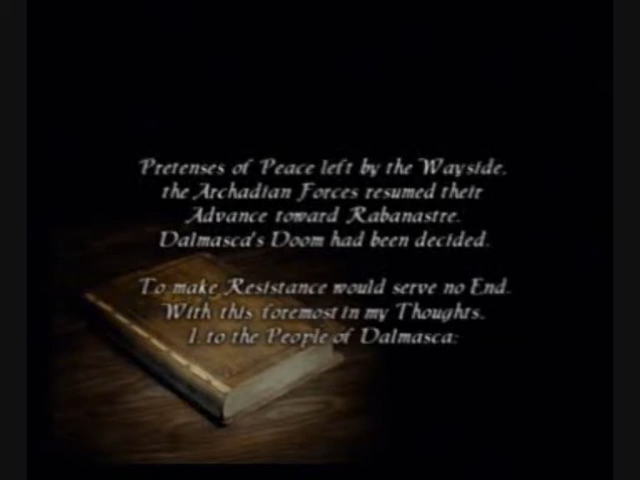 Pretenses of Peace left by the Wayside,
the Archadian Forces resumed their
Advance toward Rabanastre.
Dalmasca's Doom had been decided.
To make Resistance would serve no End.
With this foremost in my Thoughts,
I, to the People of Dalmasca: